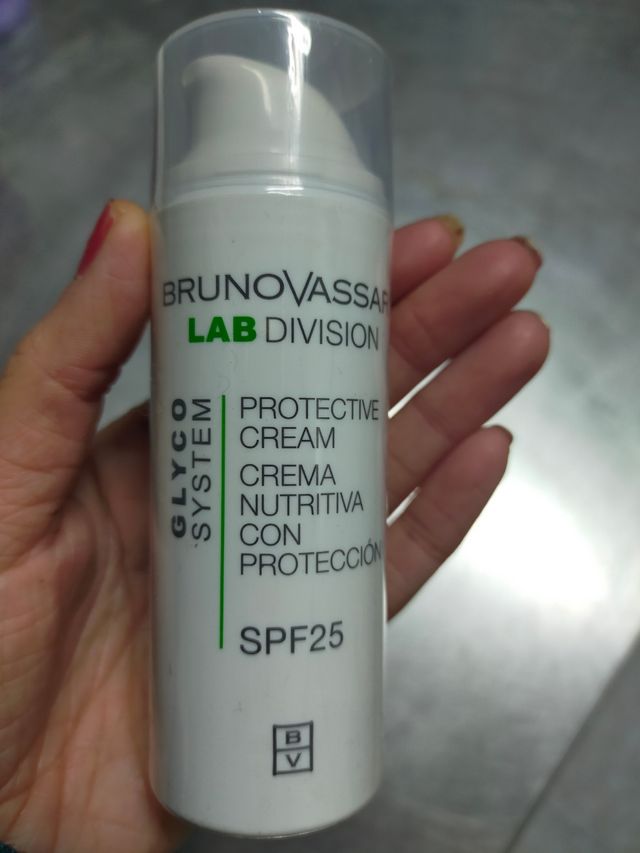 BRUNOVASSAR
LAB DIVISION
GLYCO
SYSTEM
PROTECTIVE
CREAM
CREMA
NUTRITIVA
CON
PROTECCIÓN
SPF25
B
V